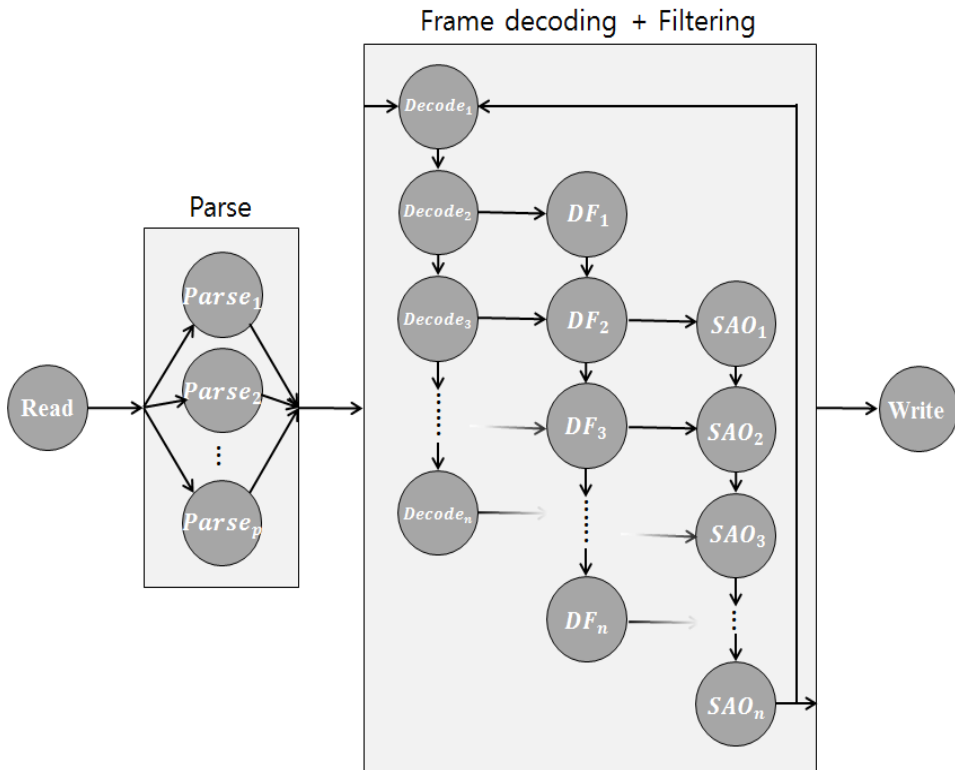 Frame decoding + Filtering
Decode₁
Parse
Decode₂
DF₁
Parse₁
Decode₃
DF₂
SAO₁
Read
Parse₂
⋮
DF₃
SAO₂
Write
Parseₚ
Decodeₙ
SAO₃
DFₙ
SAOₙ